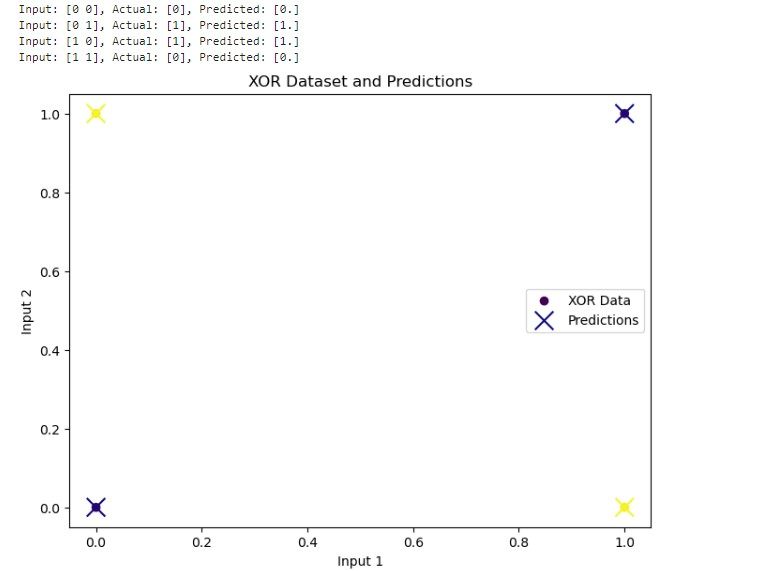 Input: [0 0], Actual: [0], Predicted: [0.]
Input: [0 1], Actual: [1], Predicted: [1.]
Input: [1 0], Actual: [1], Predicted: [1.]
Input: [1 1], Actual: [0], Predicted: [0.]
XOR Dataset and Predictions
1.0
0.8
0.6
0.4
0.2
0.0
Input 2
XOR Data
Predictions
0.0 0.2 0.4 0.6 0.8 1.0
Input 1